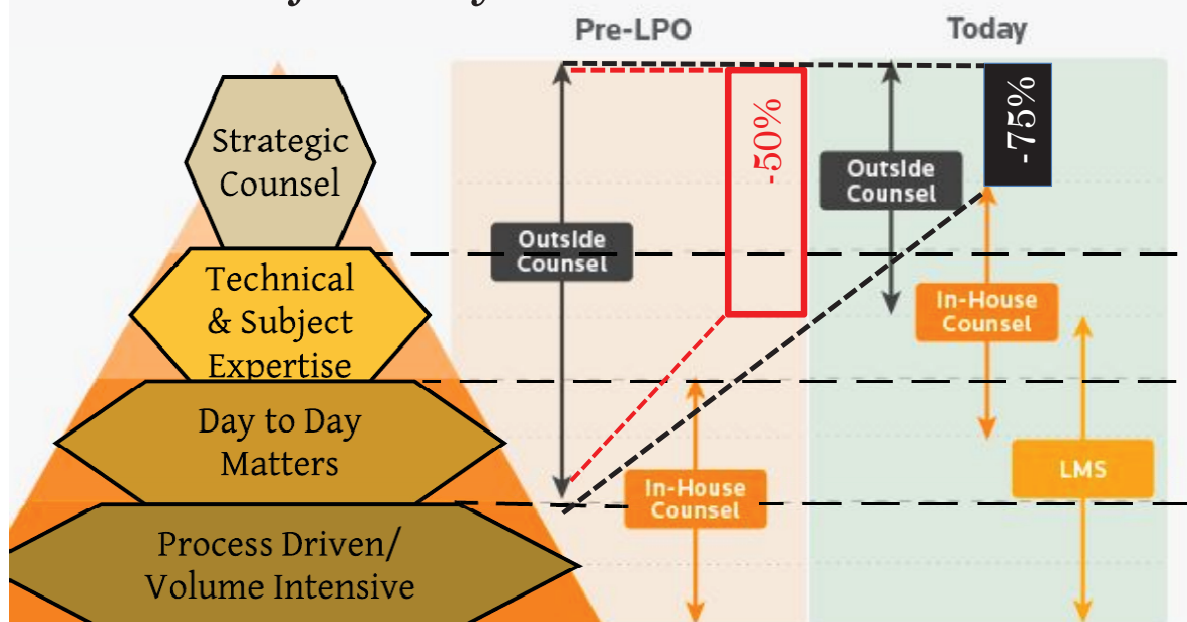 Pre-LPO
Today
Strategic
Counsel
Technical
& Subject
Expertise
Day to Day
Matters
Process Driven/
Volume Intensive
Outside
Counsel
-50%
In-House
Counsel
Outside
Counsel
-75%
In-House
Counsel
LMS